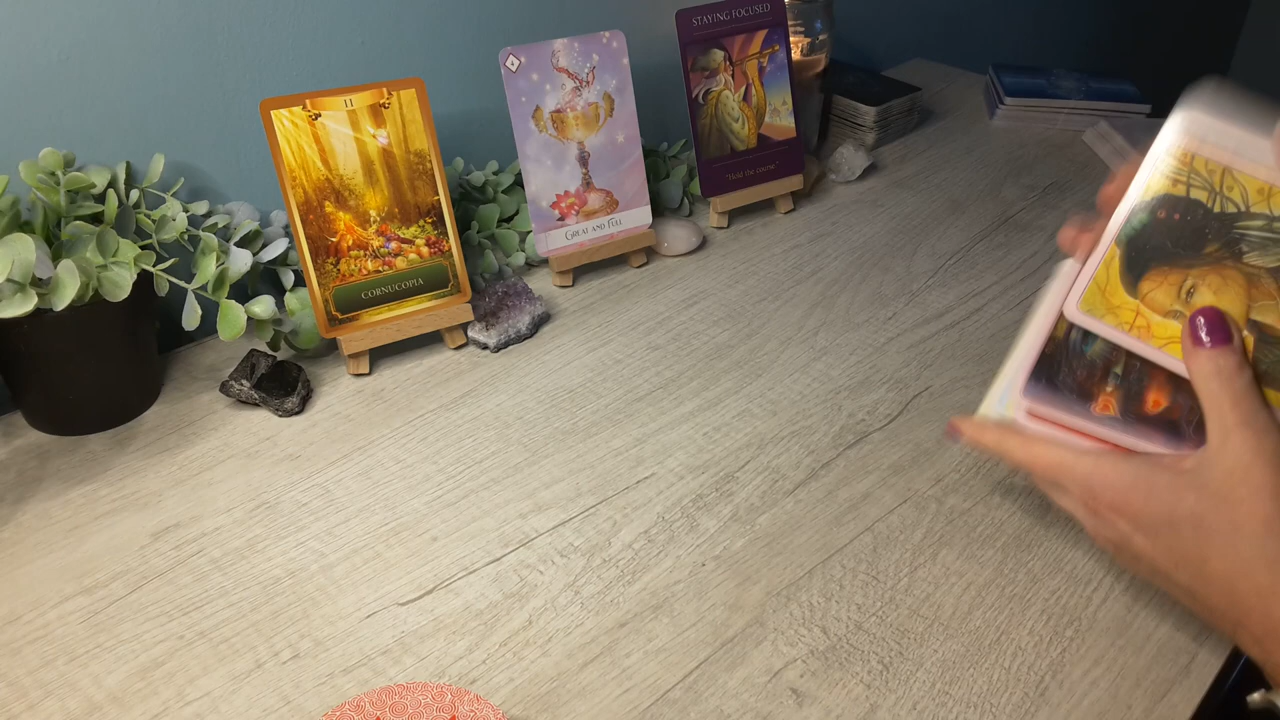 II
CORNUCOPIA
GREAT AND FULL
STAYING FOCUSED
"Hold the course"